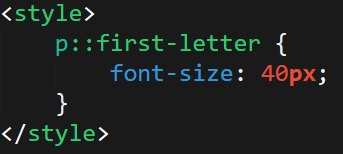 <style>
    p::first-letter {
        font-size: 40px;
    }
</style>